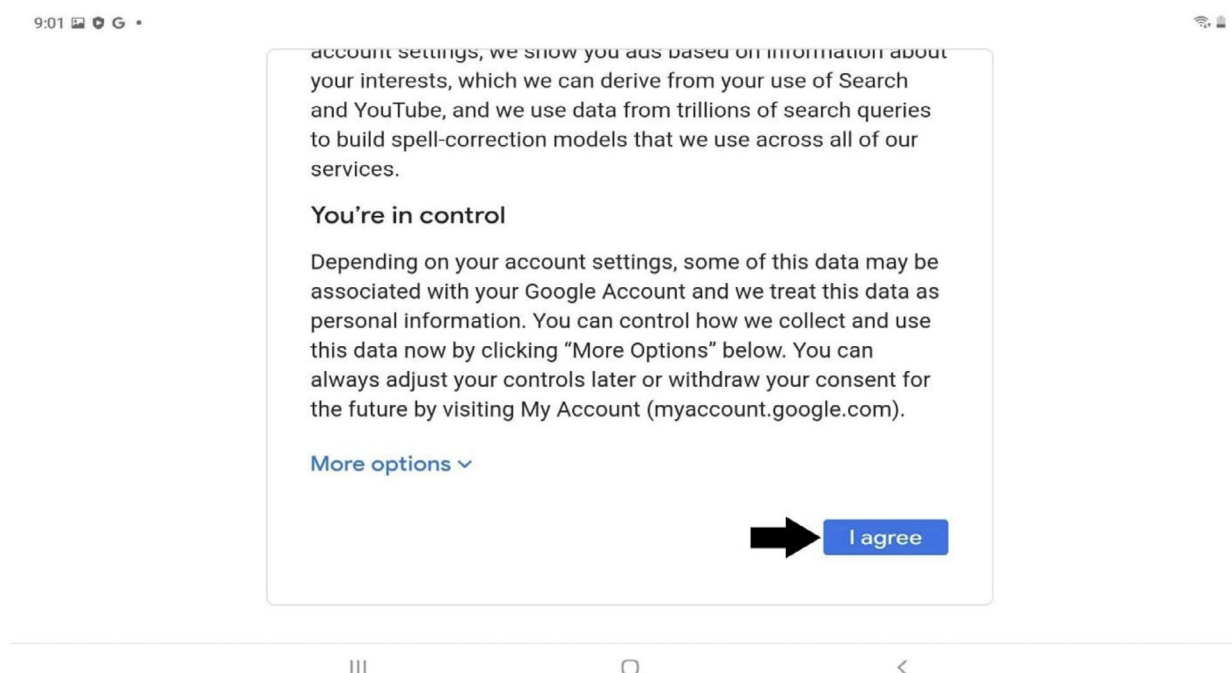 9:01 G
account settings, we show you ads based on information about
your interests, which we can derive from your use of Search
and YouTube, and we use data from trillions of search queries
to build spell-correction models that we use across all of our
services.
You’re in control
Depending on your account settings, some of this data may be
associated with your Google Account and we treat this data as
personal information. You can control how we collect and use
this data now by clicking “More Options” below. You can
always adjust your controls later or withdraw your consent for
the future by visiting My Account (myaccount.google.com).
More options
I agree